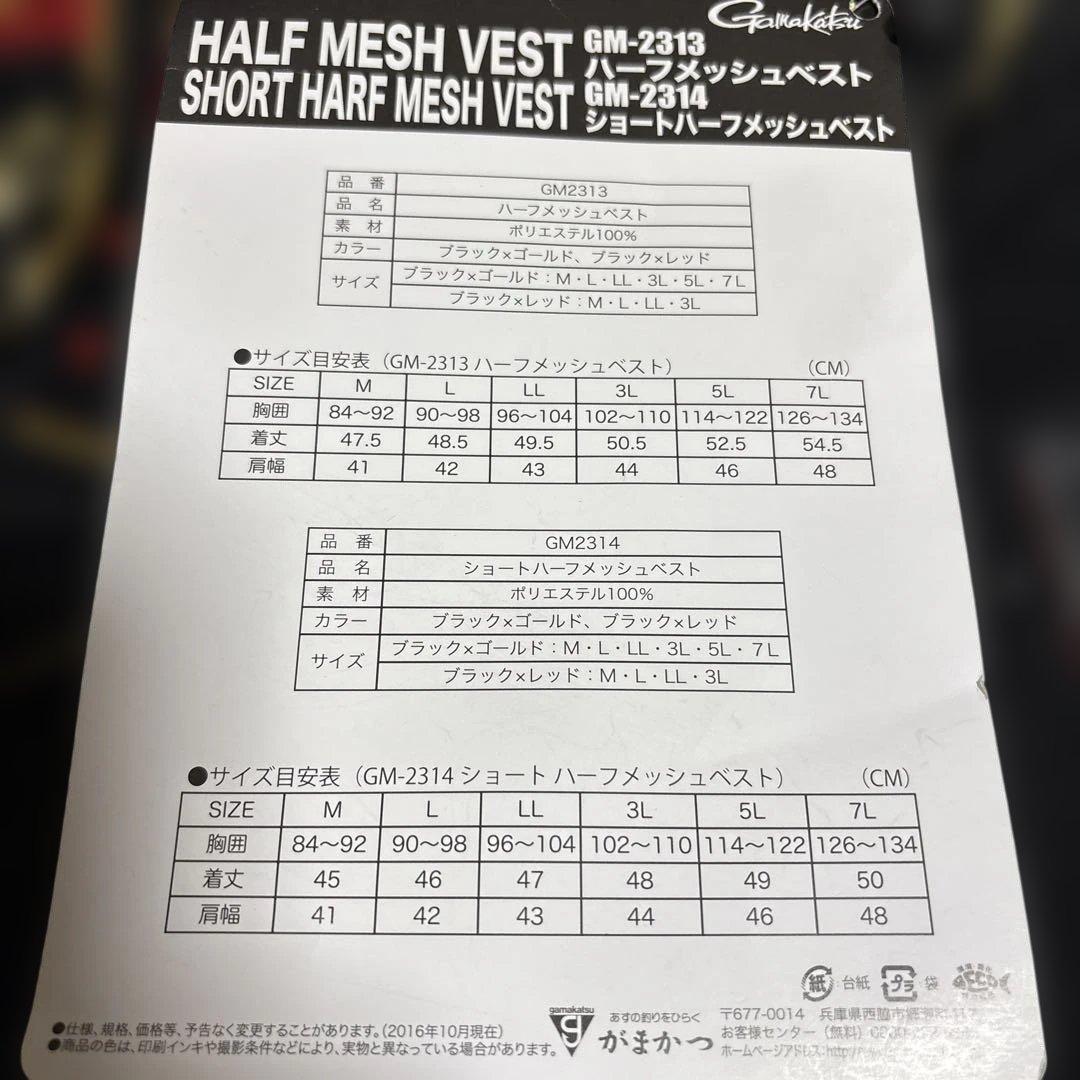 Gamakatsu
HALF MESH VEST GM-2313 ハーフメッシュベスト
SHORT HARF MESH VEST GM-2314 ショートハーフメッシュベスト
品 番 GM2313
品 名 ハーフメッシュベスト
素 材 ポリエステル100%
カラー ブラック×ゴールド、ブラック×レッド
サイズ ブラック×ゴールド：M・L・LL・3L・5L・7L
ブラック×レッド：M・L・LL・3L
●サイズ目安表（GM-2313 ハーフメッシュベスト） （CM）
SIZE M L LL 3L 5L 7L
胸囲 84～92 90～98 96～104 102～110 114～122 126～134
着丈 47.5 48.5 49.5 50.5 52.5 54.5
肩幅 41 42 43 44 46 48
品 番 GM2314
品 名 ショートハーフメッシュベスト
素 材 ポリエステル100%
カラー ブラック×ゴールド、ブラック×レッド
サイズ ブラック×ゴールド：M・L・LL・3L・5L・7L
ブラック×レッド：M・L・LL・3L
●サイズ目安表（GM-2314 ショート ハーフメッシュベスト） （CM）
SIZE M L LL 3L 5L 7L
胸囲 84～92 90～98 96～104 102～110 114～122 126～134
着丈 45 46 47 48 49 50
肩幅 41 42 43 44 46 48
紙 台紙 プラ 袋
●仕様、規格、価格等、予告なく変更することがあります。（2016年10月現在）
●商品の色は、印刷インキや撮影条件などにより、実物と異なっている場合があります。
gamakatsu
あすの釣りをひらく
がまかつ
〒677-0014 兵庫県西脇市
お客様センター（無料）
ホームページアドレス:http://